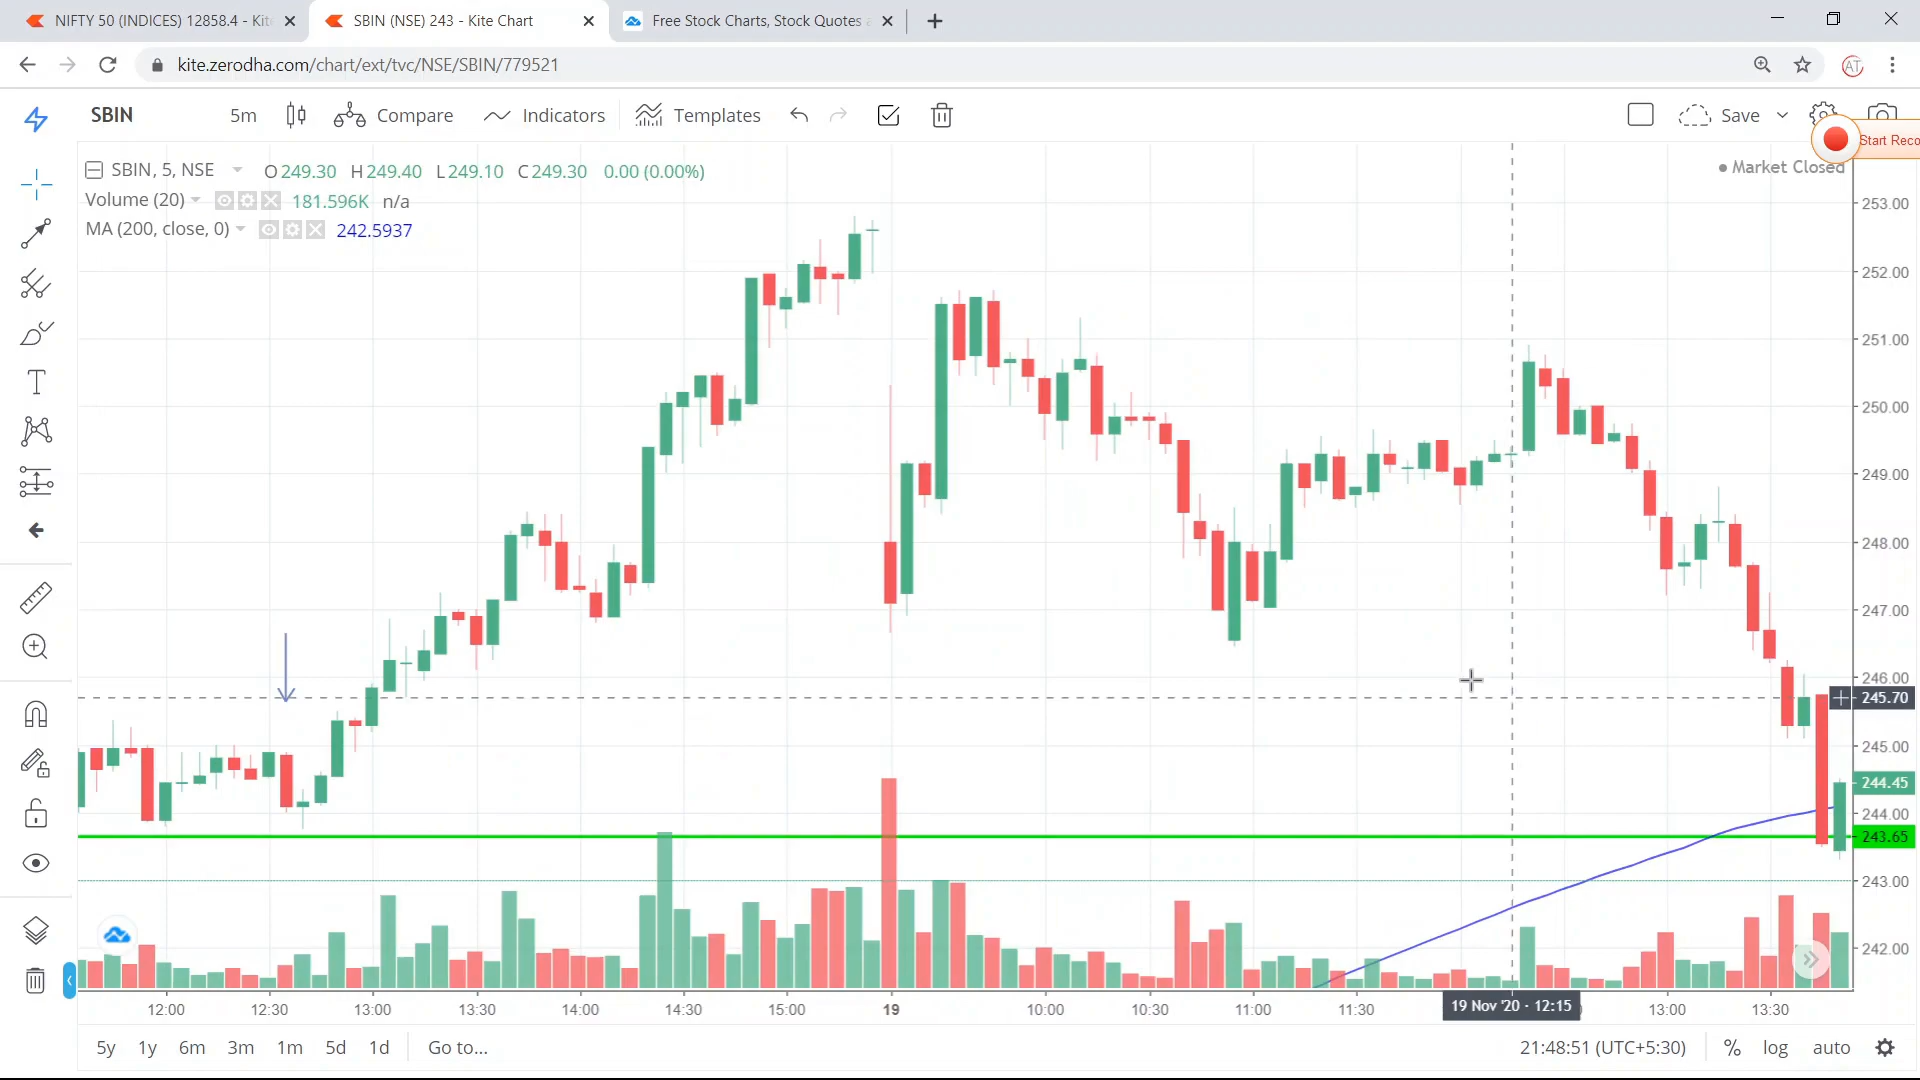 NIFTY 50 (INDICES) 12858.4 - Kit
SBIN (NSE) 243 - Kite Chart
Free Stock Charts, Stock Quotes a
kite.zerodha.com/chart/ext/tvc/NSE/SBIN/779521
AT
SBIN
5m
Compare
Indicators
Templates
Save
Start Reco
SBIN, 5, NSE
O249.30 H249.40 L249.10 C249.30 0.00 (0.00%)
Market Closed
Volume (20)
181.596K n/a
MA (200, close, 0)
242.5937
253.00
252.00
251.00
250.00
249.00
248.00
247.00
246.00
245.70
245.00
244.45
244.00
243.65
243.00
242.00
12:00 12:30 13:00 13:30 14:00 14:30 15:00 19 10:00 10:30 11:00 11:30 19 Nov '20 - 12:15 13:00 13:30
5y 1y 6m 3m 1m 5d 1d Go to...
21:48:51 (UTC+5:30) % log auto